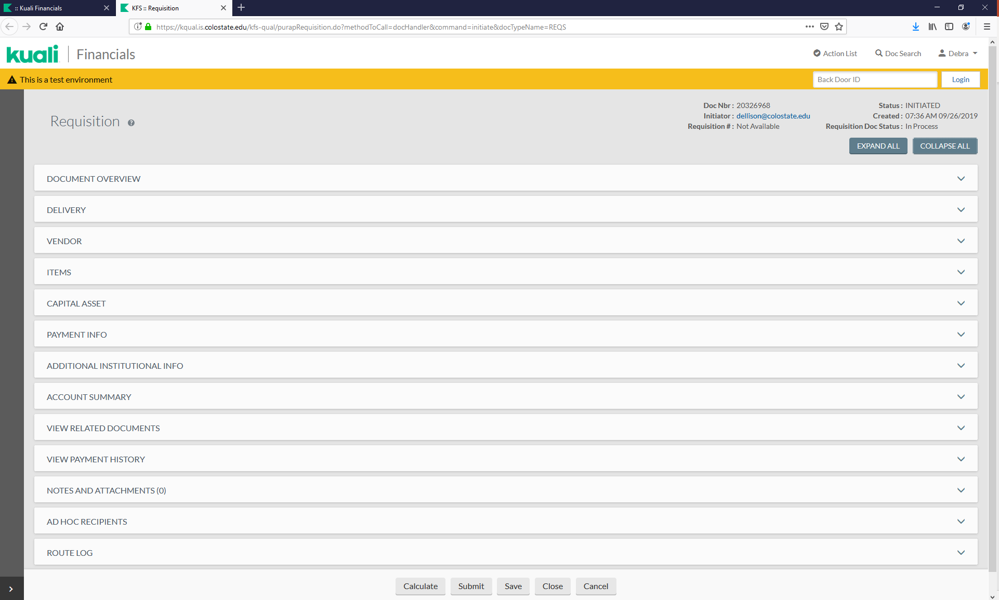 :: Kuali Financials
KFS :: Requisition
https://kqual.is.colostate.edu/kfs-qual/purapRequisition.do?methodToCall=docHandler&command=initiate&docTypeName=REQS
kuali Financials
Action List
Doc Search
Debra
This is a test environment
Back Door ID
Login
Requisition
Doc Nbr : 20326968
Status : INITIATED
Initiator : dellison@colostate.edu
Created : 07:36 AM 09/26/2019
Requisition # : Not Available
Requisition Doc Status : In Process
EXPAND ALL
COLLAPSE ALL
DOCUMENT OVERVIEW
DELIVERY
VENDOR
ITEMS
CAPITAL ASSET
PAYMENT INFO
ADDITIONAL INSTITUTIONAL INFO
ACCOUNT SUMMARY
VIEW RELATED DOCUMENTS
VIEW PAYMENT HISTORY
NOTES AND ATTACHMENTS (0)
AD HOC RECIPIENTS
ROUTE LOG
Calculate
Submit
Save
Close
Cancel